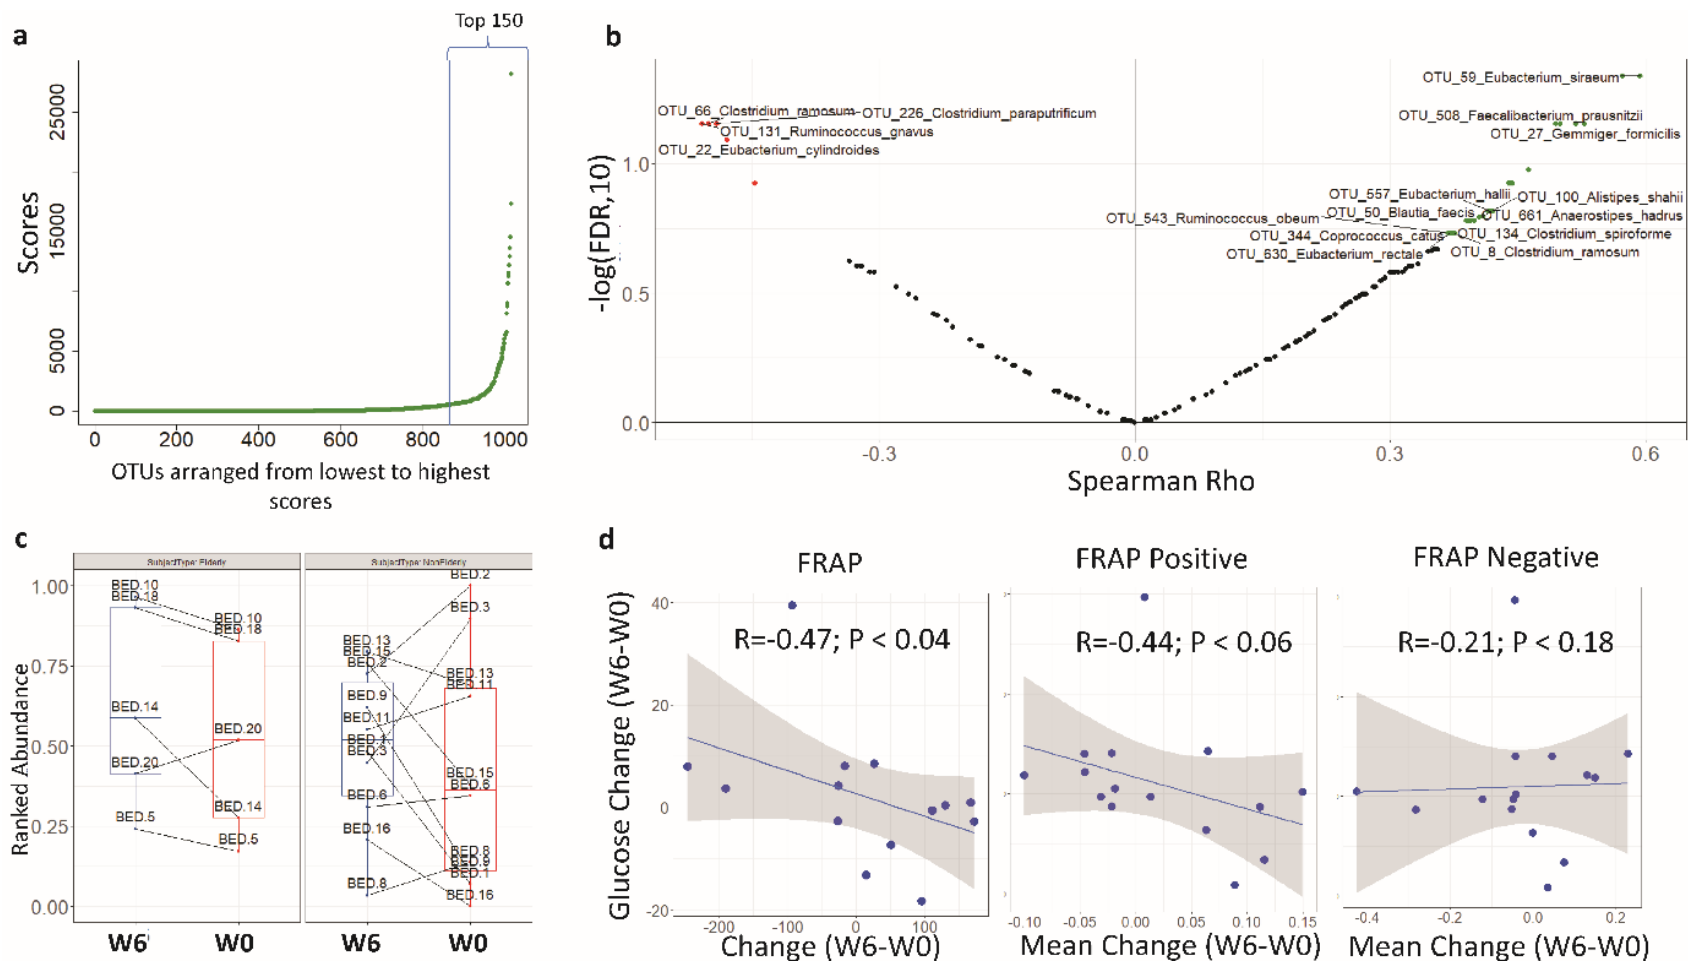 a
Top 150
25000
15000
5000
0
Scores
0 200 400 600 800 1000
OTUs arranged from lowest to highest
scores
b
OTU_59_Eubacterium_siraeum
OTU_66_Clostridium_ramosum
OTU_226_Clostridium_paraputrificum
OTU_131_Ruminococcus_gnavus
OTU_22_Eubacterium_cylindroides
OTU_508_Faecalibacterium_prausnitzii
OTU_27_Gemmiger_formicilis
OTU_557_Eubacterium_hallii
OTU_100_Alistipes_shahii
OTU_50_Blautia_faecis
OTU_661_Anaerostipes_hadrus
OTU_543_Ruminococcus_obeum
OTU_344_Coprococcus_catus
OTU_134_Clostridium_spiroforme
OTU_630_Eubacterium_rectale
OTU_8_Clostridium_ramosum
1.0
0.5
0.0
-log(FDR,10)
-0.3 0.0 0.3 0.6
Spearman Rho
c
SubjectType: Elderly
SubjectType: NonElderly
1.00
0.75
0.50
0.25
0.00
Ranked Abundance
BED.10
BED.18
BED.14
BED.20
BED.5
BED.10
BED.18
BED.20
BED.14
BED.5
BED.13
BED.15
BED.2
BED.9
BED.11
BED.1
BED.3
BED.6
BED.16
BED.8
BED.2
BED.3
BED.13
BED.11
BED.15
BED.6
BED.8
BED.9
BED.1
BED.16
W6 W0
W6 W0
d
FRAP
R=-0.47; P < 0.04
40
20
0
-20
Glucose Change (W6-W0)
-200 -100 0 100
Change (W6-W0)
FRAP Positive
R=-0.44; P < 0.06
-0.10 -0.05 0.00 0.05 0.10 0.15
Mean Change (W6-W0)
FRAP Negative
R=-0.21; P < 0.18
-0.4 -0.2 0.0 0.2
Mean Change (W6-W0)